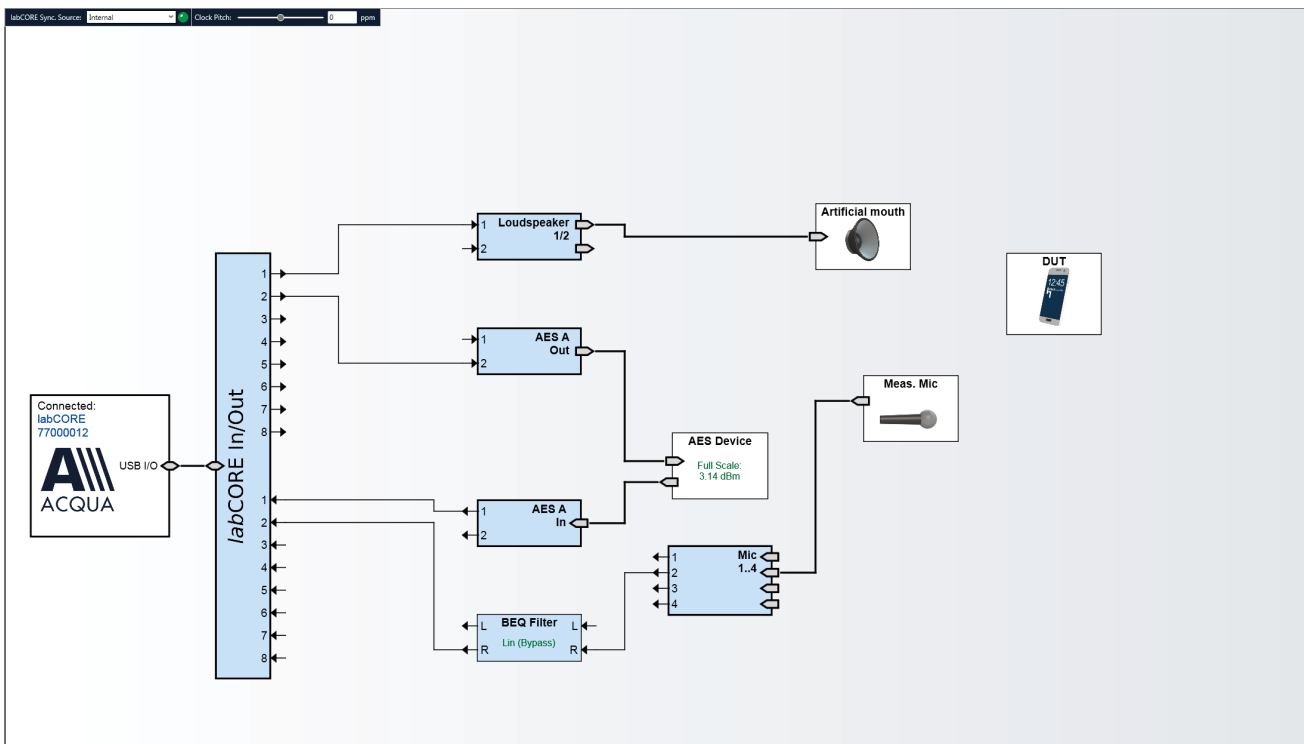 labCORE Sync. Source: Internal Clock Pitch: 0 ppm
Artificial mouth
1 Loudspeaker
1/2
2
DUT
12:45
1
2
3
4
5
6
7
8
1 AES A
Out
2
Meas. Mic
labCORE In/Out
Connected:
labCORE
77000012
USB I/O
ACQUA
AES Device
Full Scale:
3.14 dBm
1
2
3
4
5
6
7
8
1 AES A
In
2
1 Mic
2 1..4
3
4
L BEQ Filter L
Lin (Bypass)
R R